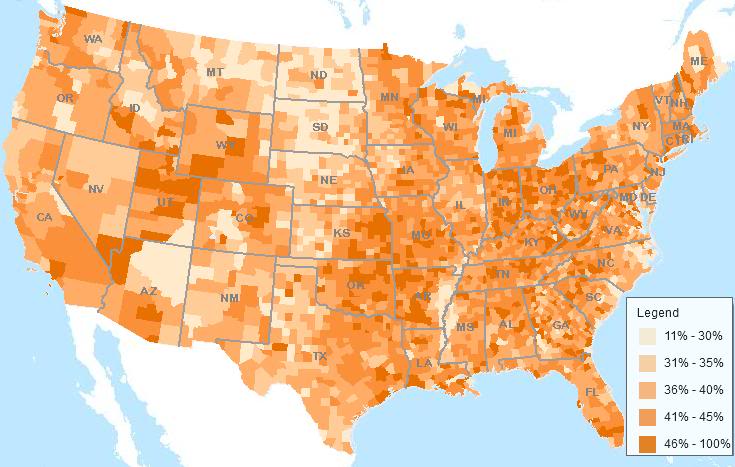 WA
MT
ND
ME
OR
ID
MN
VT
NH
SD
WI
MI
MI
NY
MA
CT
RI
WY
IA
PA
NJ
NE
NV
UT
CO
IL
IN
OH
MD
DE
WV
VA
CA
KS
MO
KY
NC
AZ
NM
OK
AR
TN
SC
MS
AL
GA
TX
LA
FL
Legend
11% - 30%
31% - 35%
36% - 40%
41% - 45%
46% - 100%